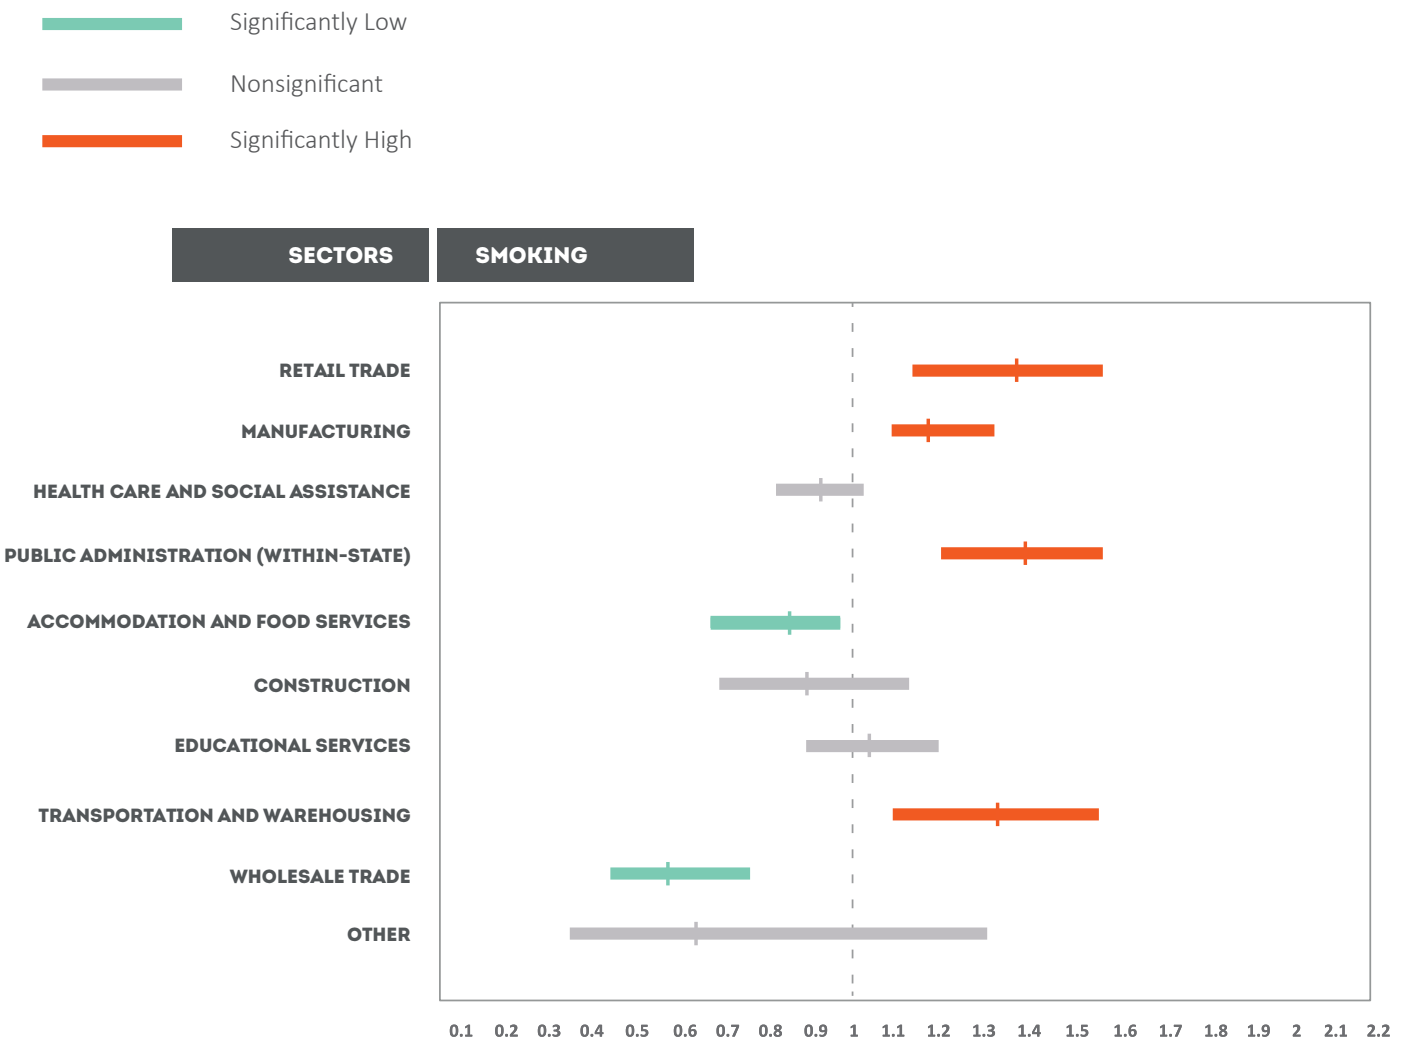 Significantly Low
Nonsignificant
Significantly High
SECTORS SMOKING
RETAIL TRADE
MANUFACTURING
HEALTH CARE AND SOCIAL ASSISTANCE
PUBLIC ADMINISTRATION (WITHIN-STATE)
ACCOMMODATION AND FOOD SERVICES
CONSTRUCTION
EDUCATIONAL SERVICES
TRANSPORTATION AND WAREHOUSING
WHOLESALE TRADE
OTHER
0.1 0.2 0.3 0.4 0.5 0.6 0.7 0.8 0.9 1 1.1 1.2 1.3 1.4 1.5 1.6 1.7 1.8 1.9 2 2.1 2.2